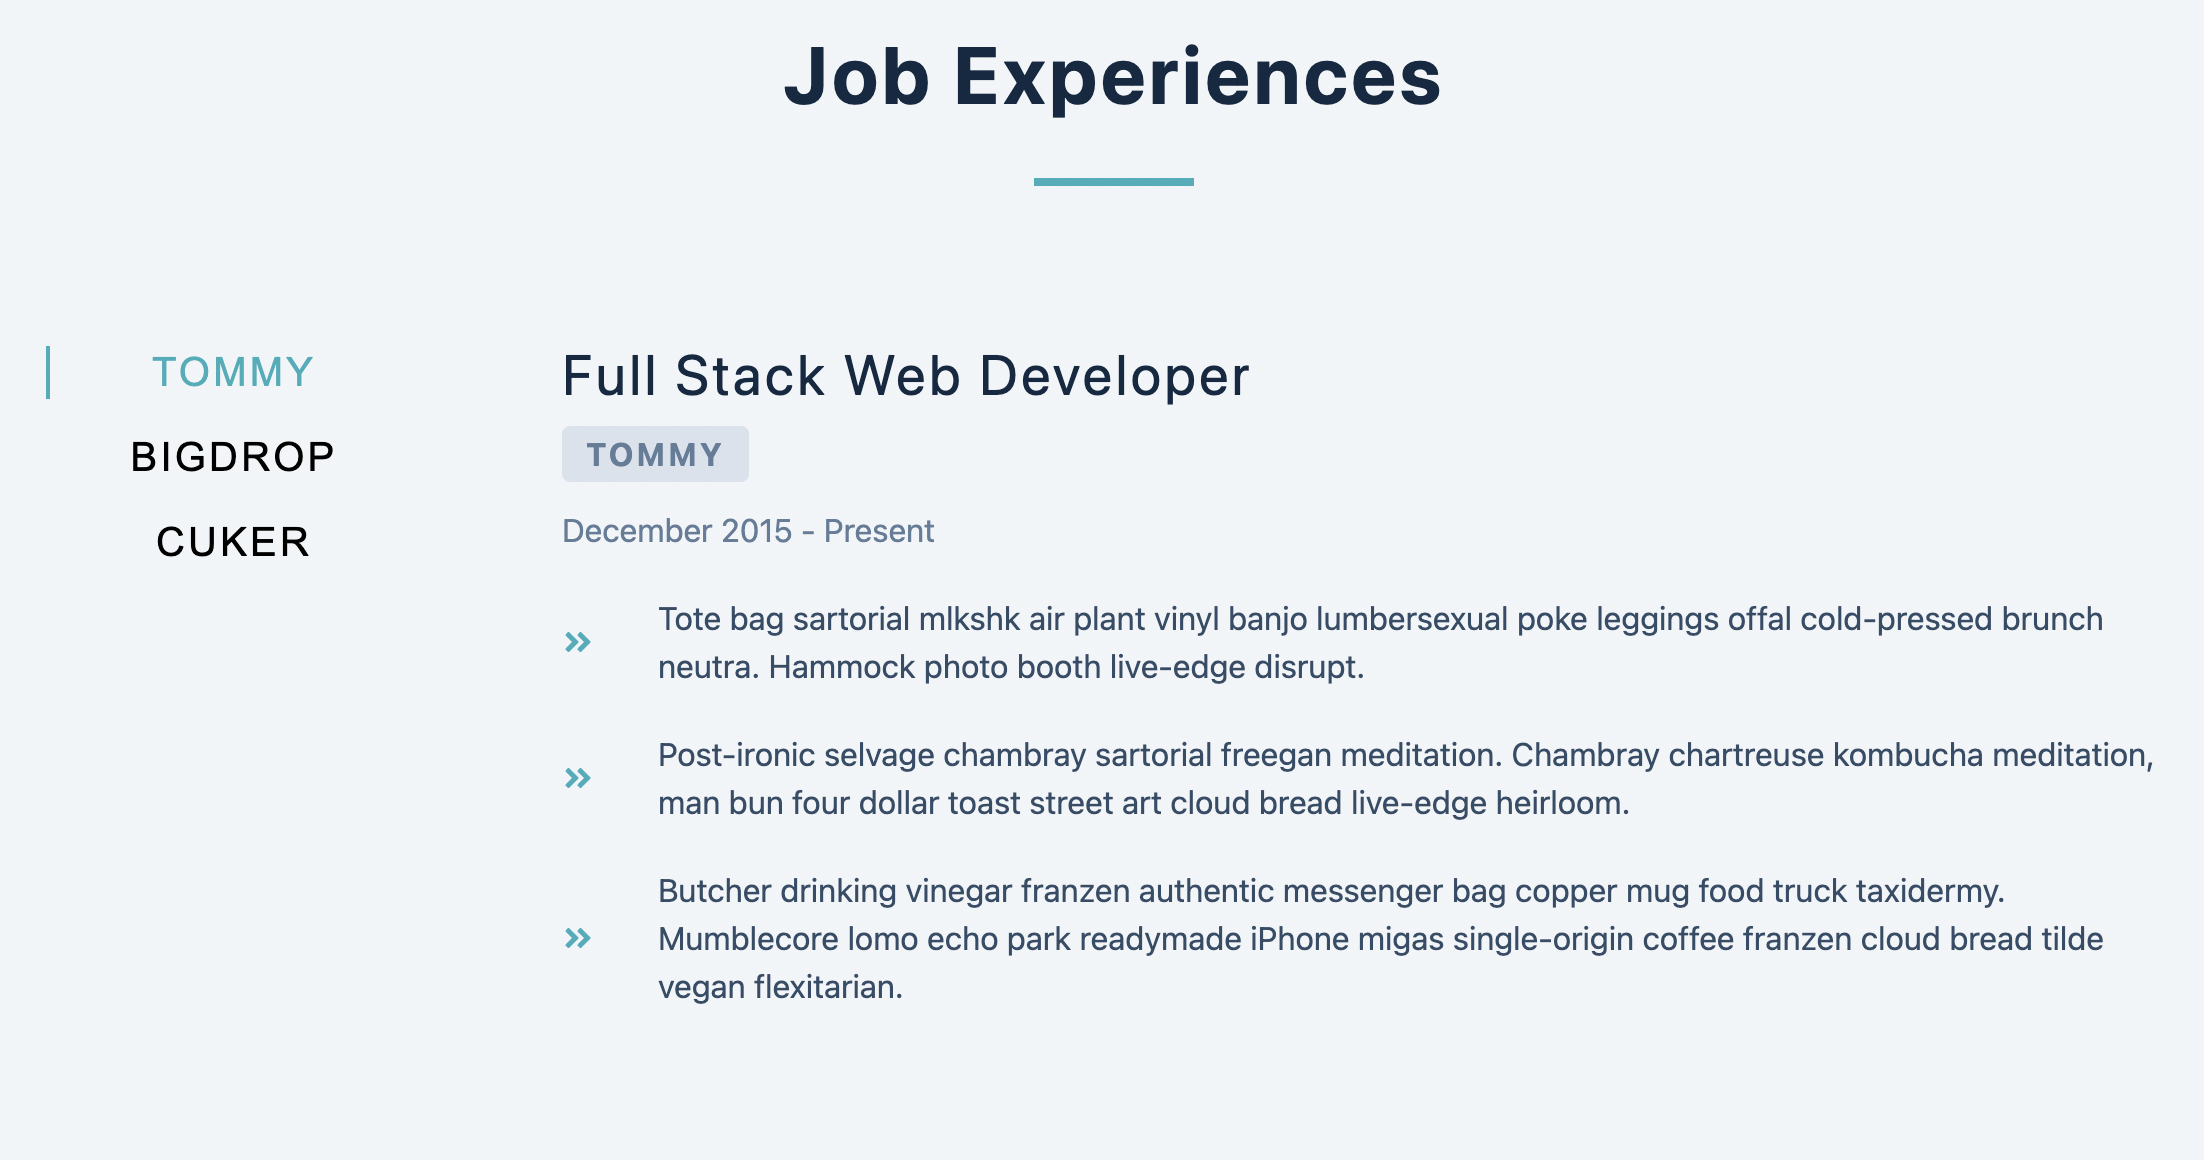 Job Experiences
TOMMY
BIGDROP
CUKER
Full Stack Web Developer
TOMMY
December 2015 - Present
Tote bag sartorial mlkshk air plant vinyl banjo lumbersexual poke leggings offal cold-pressed brunch
neutra. Hammock photo booth live-edge disrupt.
Post-ironic selvage chambray sartorial freegan meditation. Chambray chartreuse kombucha meditation,
man bun four dollar toast street art cloud bread live-edge heirloom.
Butcher drinking vinegar franzen authentic messenger bag copper mug food truck taxidermy.
Mumblecore lomo echo park readymade iPhone migas single-origin coffee franzen cloud bread tilde
vegan flexitarian.